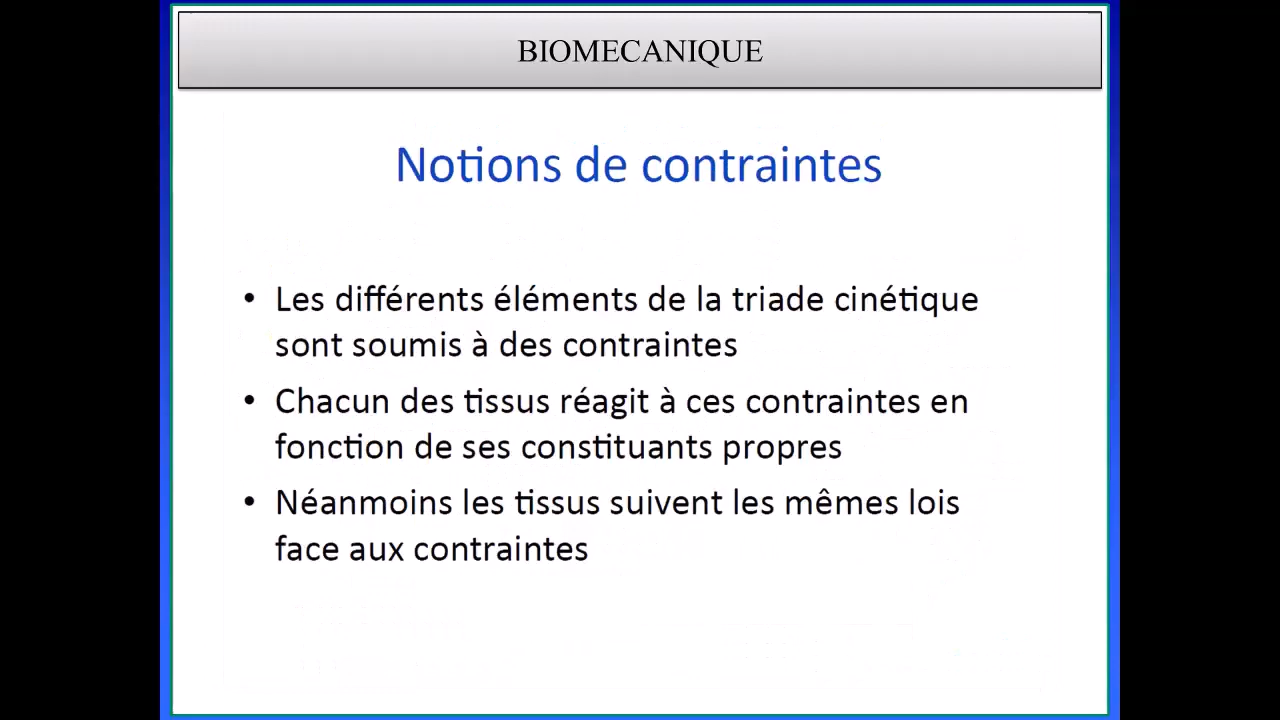 BIOMECANIQUE
Notions de contraintes
• Les différents éléments de la triade cinétique
sont soumis à des contraintes
• Chacun des tissus réagit à ces contraintes en
fonction de ses constituants propres
• Néanmoins les tissus suivent les mêmes lois
face aux contraintes